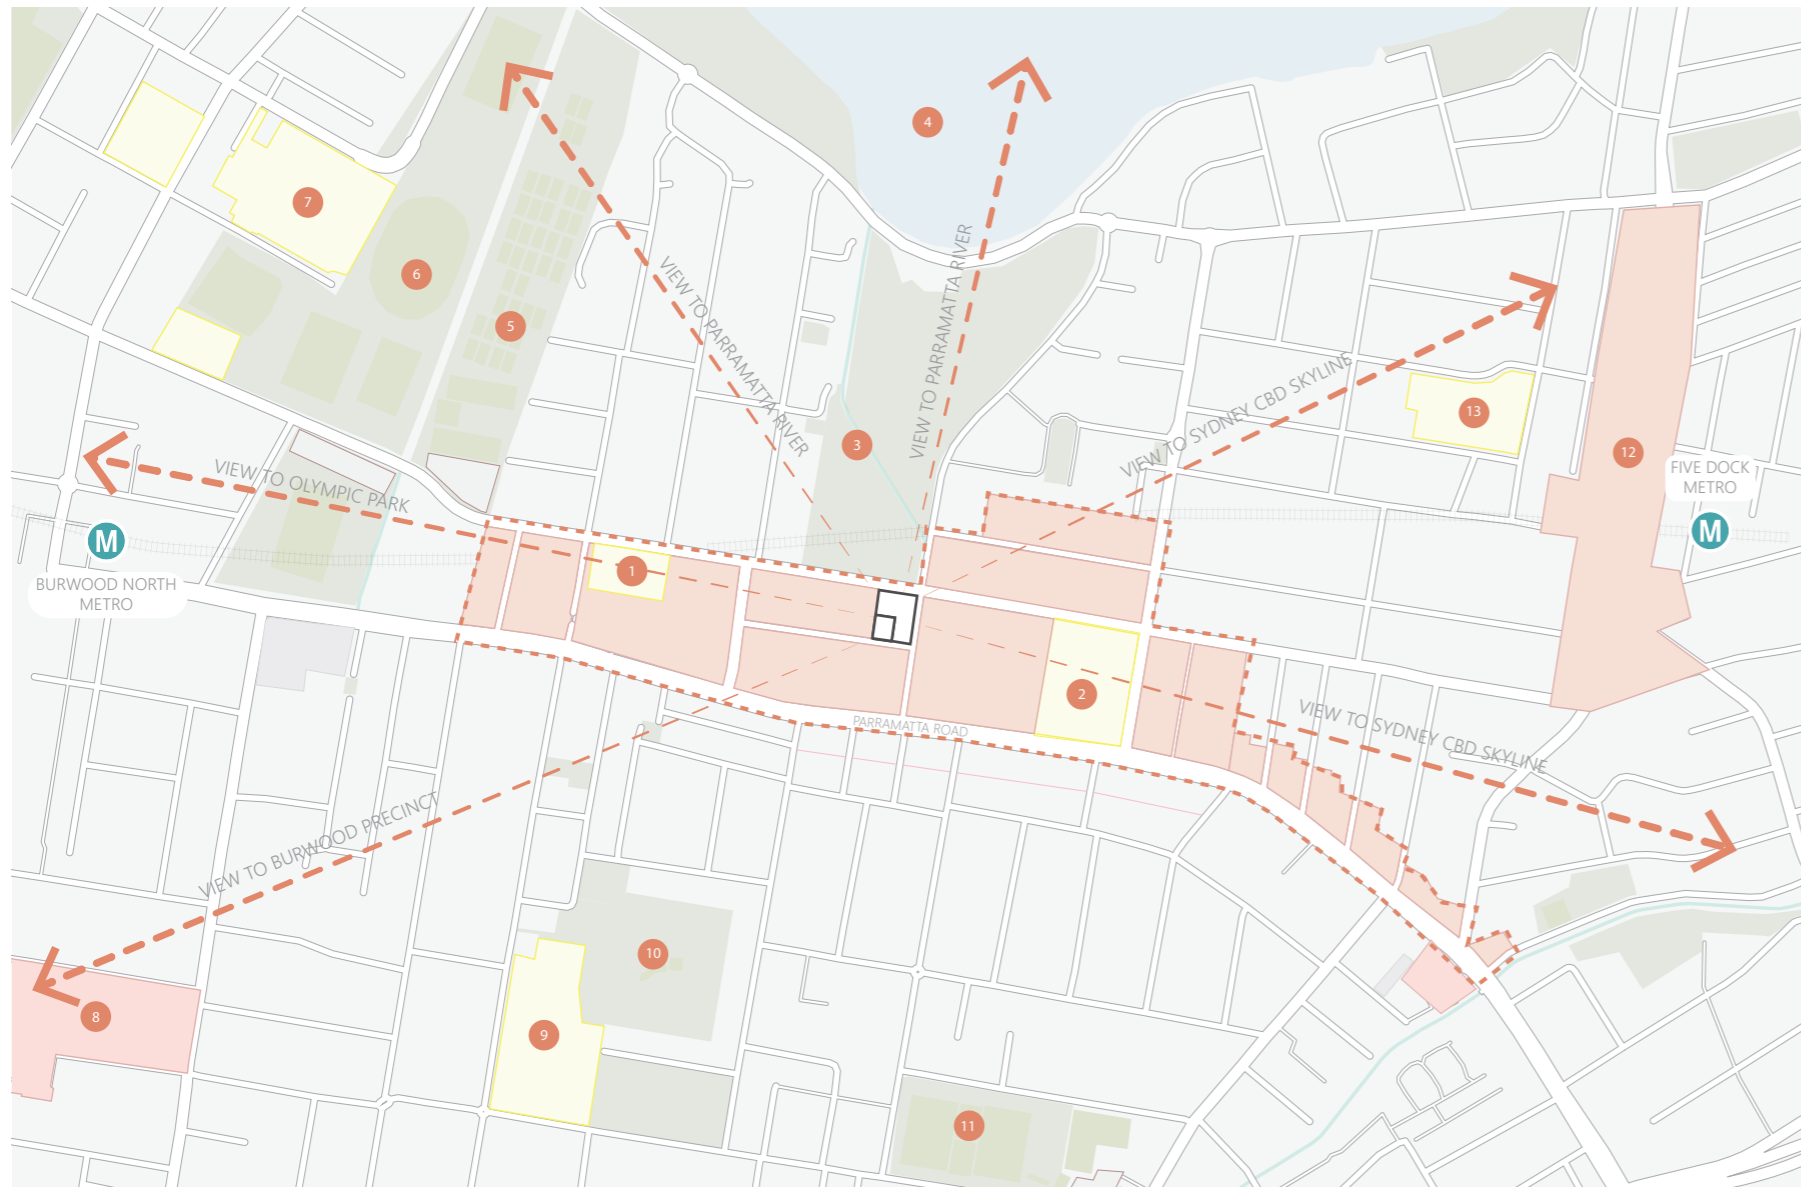 4
7
VIEW TO PARRAMATTA RIVER
VIEW TO PARRAMATTA RIVER
6
5
VIEW TO SYDNEY CBD SKYLINE
13
3
12
VIEW TO OLYMPIC PARK
FIVE DOCK
METRO
M
M
BURWOOD NORTH
METRO
1
2
PARRAMATTA ROAD
VIEW TO SYDNEY CBD SKYLINE
VIEW TO BURWOOD PRECINCT
10
8
9
11